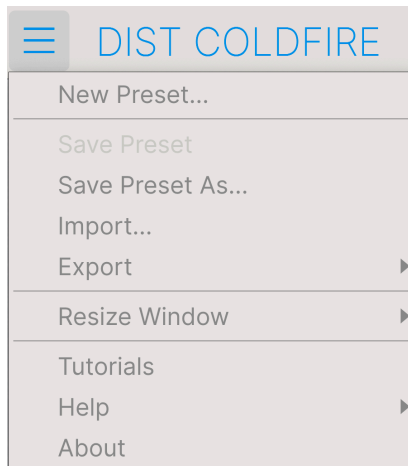 DIST COLDFIRE
New Preset...
Save Preset
Save Preset As...
Import...
Export
Resize Window
Tutorials
Help
About